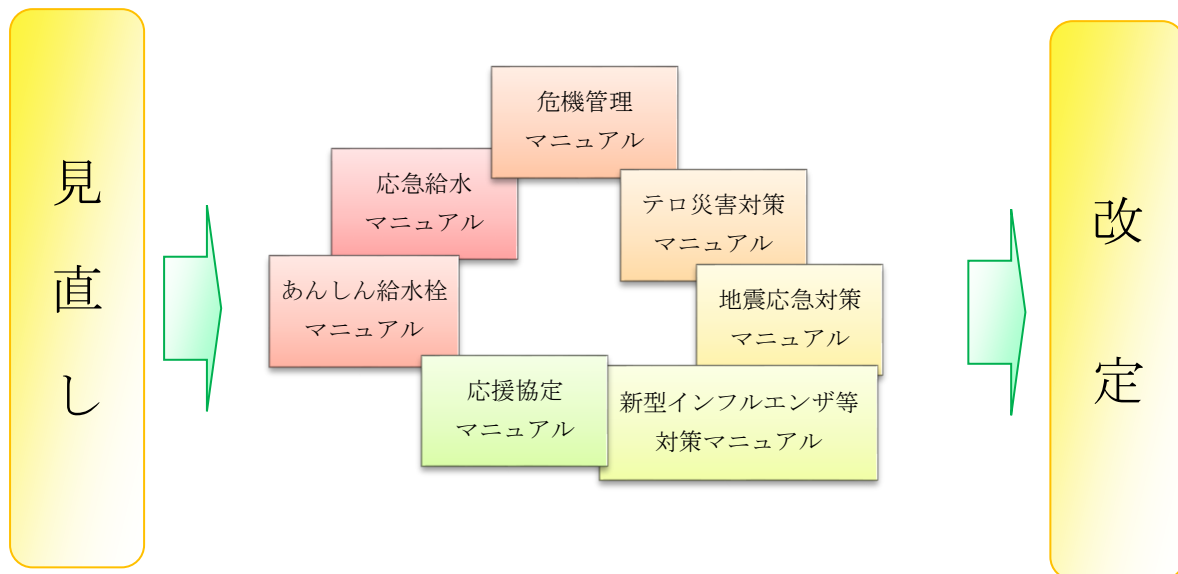 見直し
危機管理
マニュアル
応急給水
マニュアル
テロ災害対策
マニュアル
あんしん給水栓
マニュアル
地震応急対策
マニュアル
応援協定
マニュアル
新型インフルエンザ等
対策マニュアル
改定